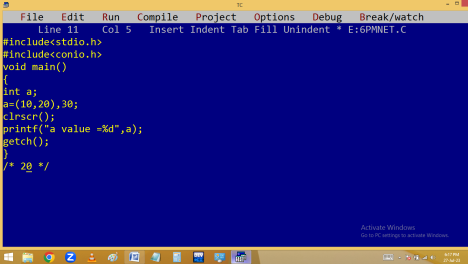 TC
File Edit Run Compile Project Options Debug Break/watch
Line 11 Col 5 Insert Indent Tab Fill Unindent * E:6PMNET.C
#include<stdio.h>
#include<conio.h>
void main()
{
int a;
a=(10,20),30;
clrscr();
printf("a value =%d",a);
getch();
}
/* 20 */
Activate Windows
Go to PC settings to activate Windows.